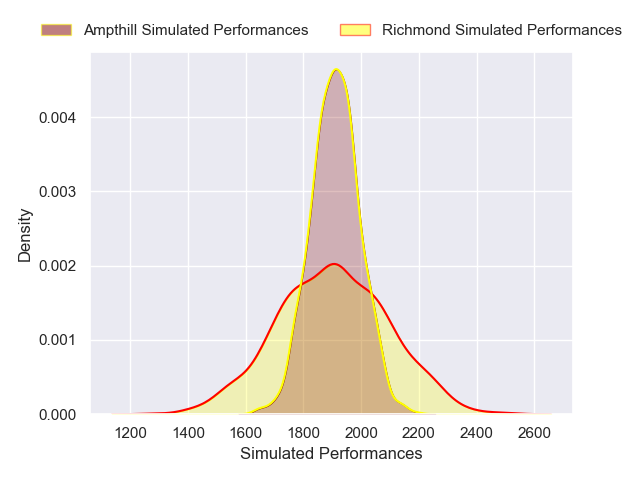 Ampthill Simulated Performances Richmond Simulated Performances
0.004
0.003
0.002
0.001
0.000
Density
1200 1400 1600 1800 2000 2200 2400 2600
Simulated Performances